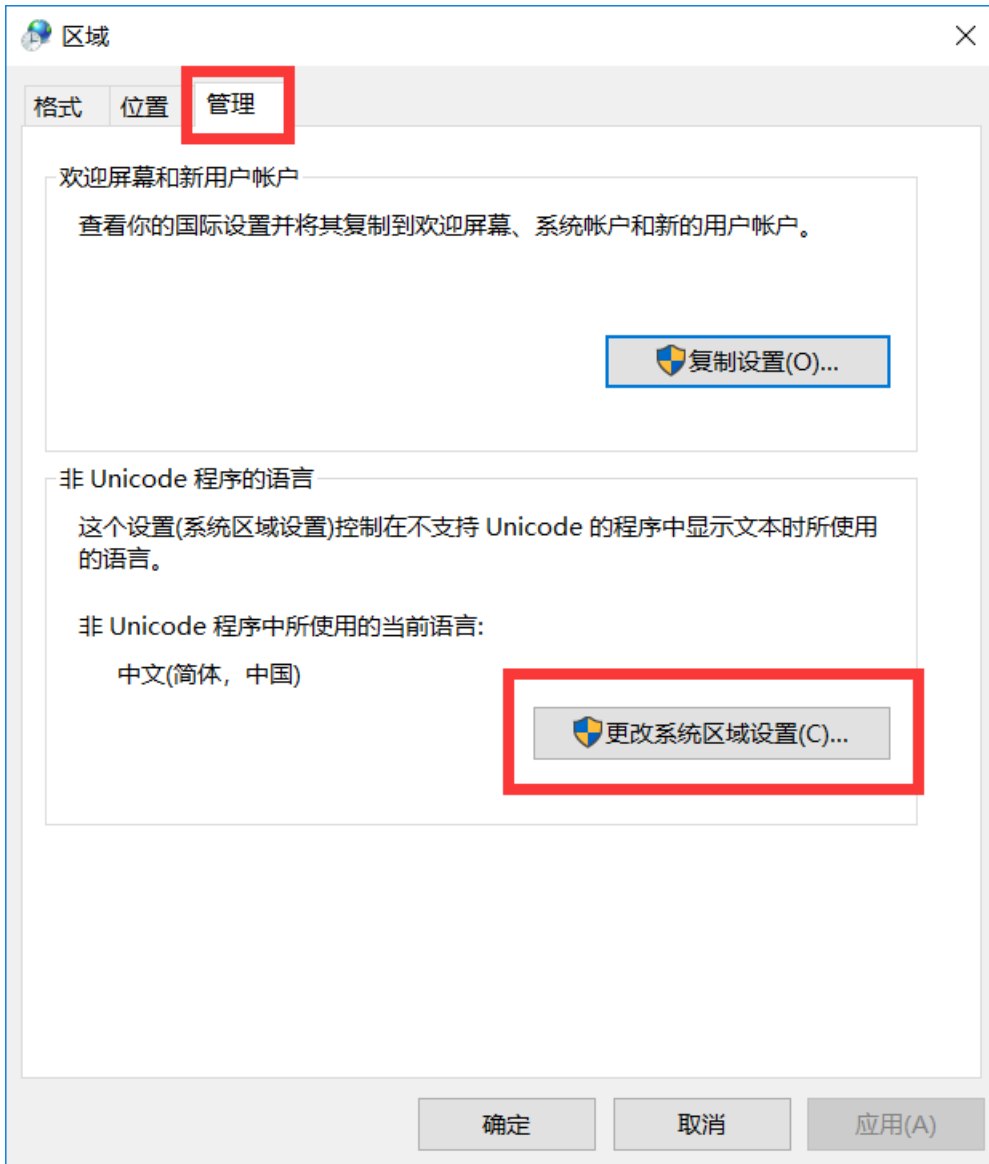 区域
格式 位置 管理
欢迎屏幕和新用户帐户
查看你的国际设置并将其复制到欢迎屏幕、系统帐户和新的用户帐户。
复制设置(O)...
非 Unicode 程序的语言
这个设置(系统区域设置)控制在不支持 Unicode 的程序中显示文本时所使用
的语言。
非 Unicode 程序中所使用的当前语言:
中文(简体，中国)
更改系统区域设置(C)...
确定 取消 应用(A)